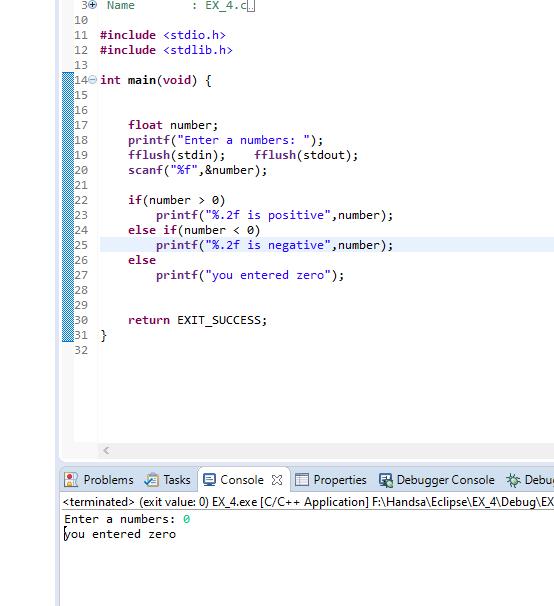 3 Name : EX_4.c
10
11 #include <stdio.h>
12 #include <stdlib.h>
13
14 int main(void) {
15
16
17 float number;
18 printf("Enter a numbers: ");
19 fflush(stdin); fflush(stdout);
20 scanf("%f",&number);
21
22 if(number > 0)
23 printf("%.2f is positive",number);
24 else if(number < 0)
25 printf("%.2f is negative",number);
26 else
27 printf("you entered zero");
28
29
30 return EXIT_SUCCESS;
31 }
32
Problems Tasks Console Properties Debugger Console Debu
<terminated> (exit value: 0) EX_4.exe [C/C++ Application] F:\Handsa\Eclipse\EX_4\Debug\EX
Enter a numbers: 0
you entered zero